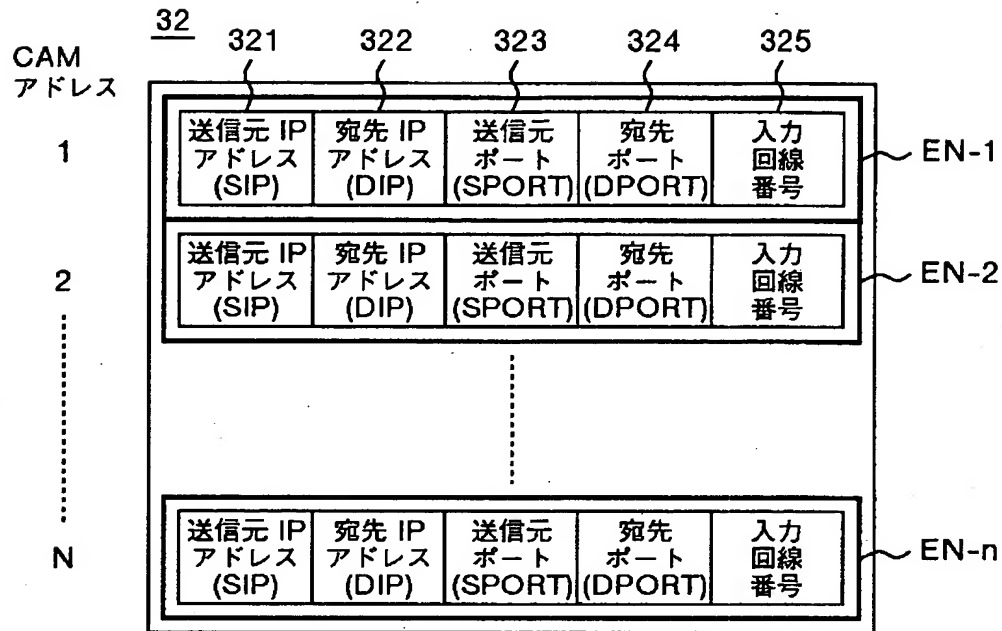 32
321 322 323 324 325
CAM
アドレス
1
送信元 IP 宛先 IP 送信元 宛先 入力
アドレス アドレス ポート ポート 回線
(SIP) (DIP) (SPORT) (DPORT) 番号
EN-1
2
送信元 IP 宛先 IP 送信元 宛先 入力
アドレス アドレス ポート ポート 回線
(SIP) (DIP) (SPORT) (DPORT) 番号
EN-2
N
送信元 IP 宛先 IP 送信元 宛先 入力
アドレス アドレス ポート ポート 回線
(SIP) (DIP) (SPORT) (DPORT) 番号
EN-n